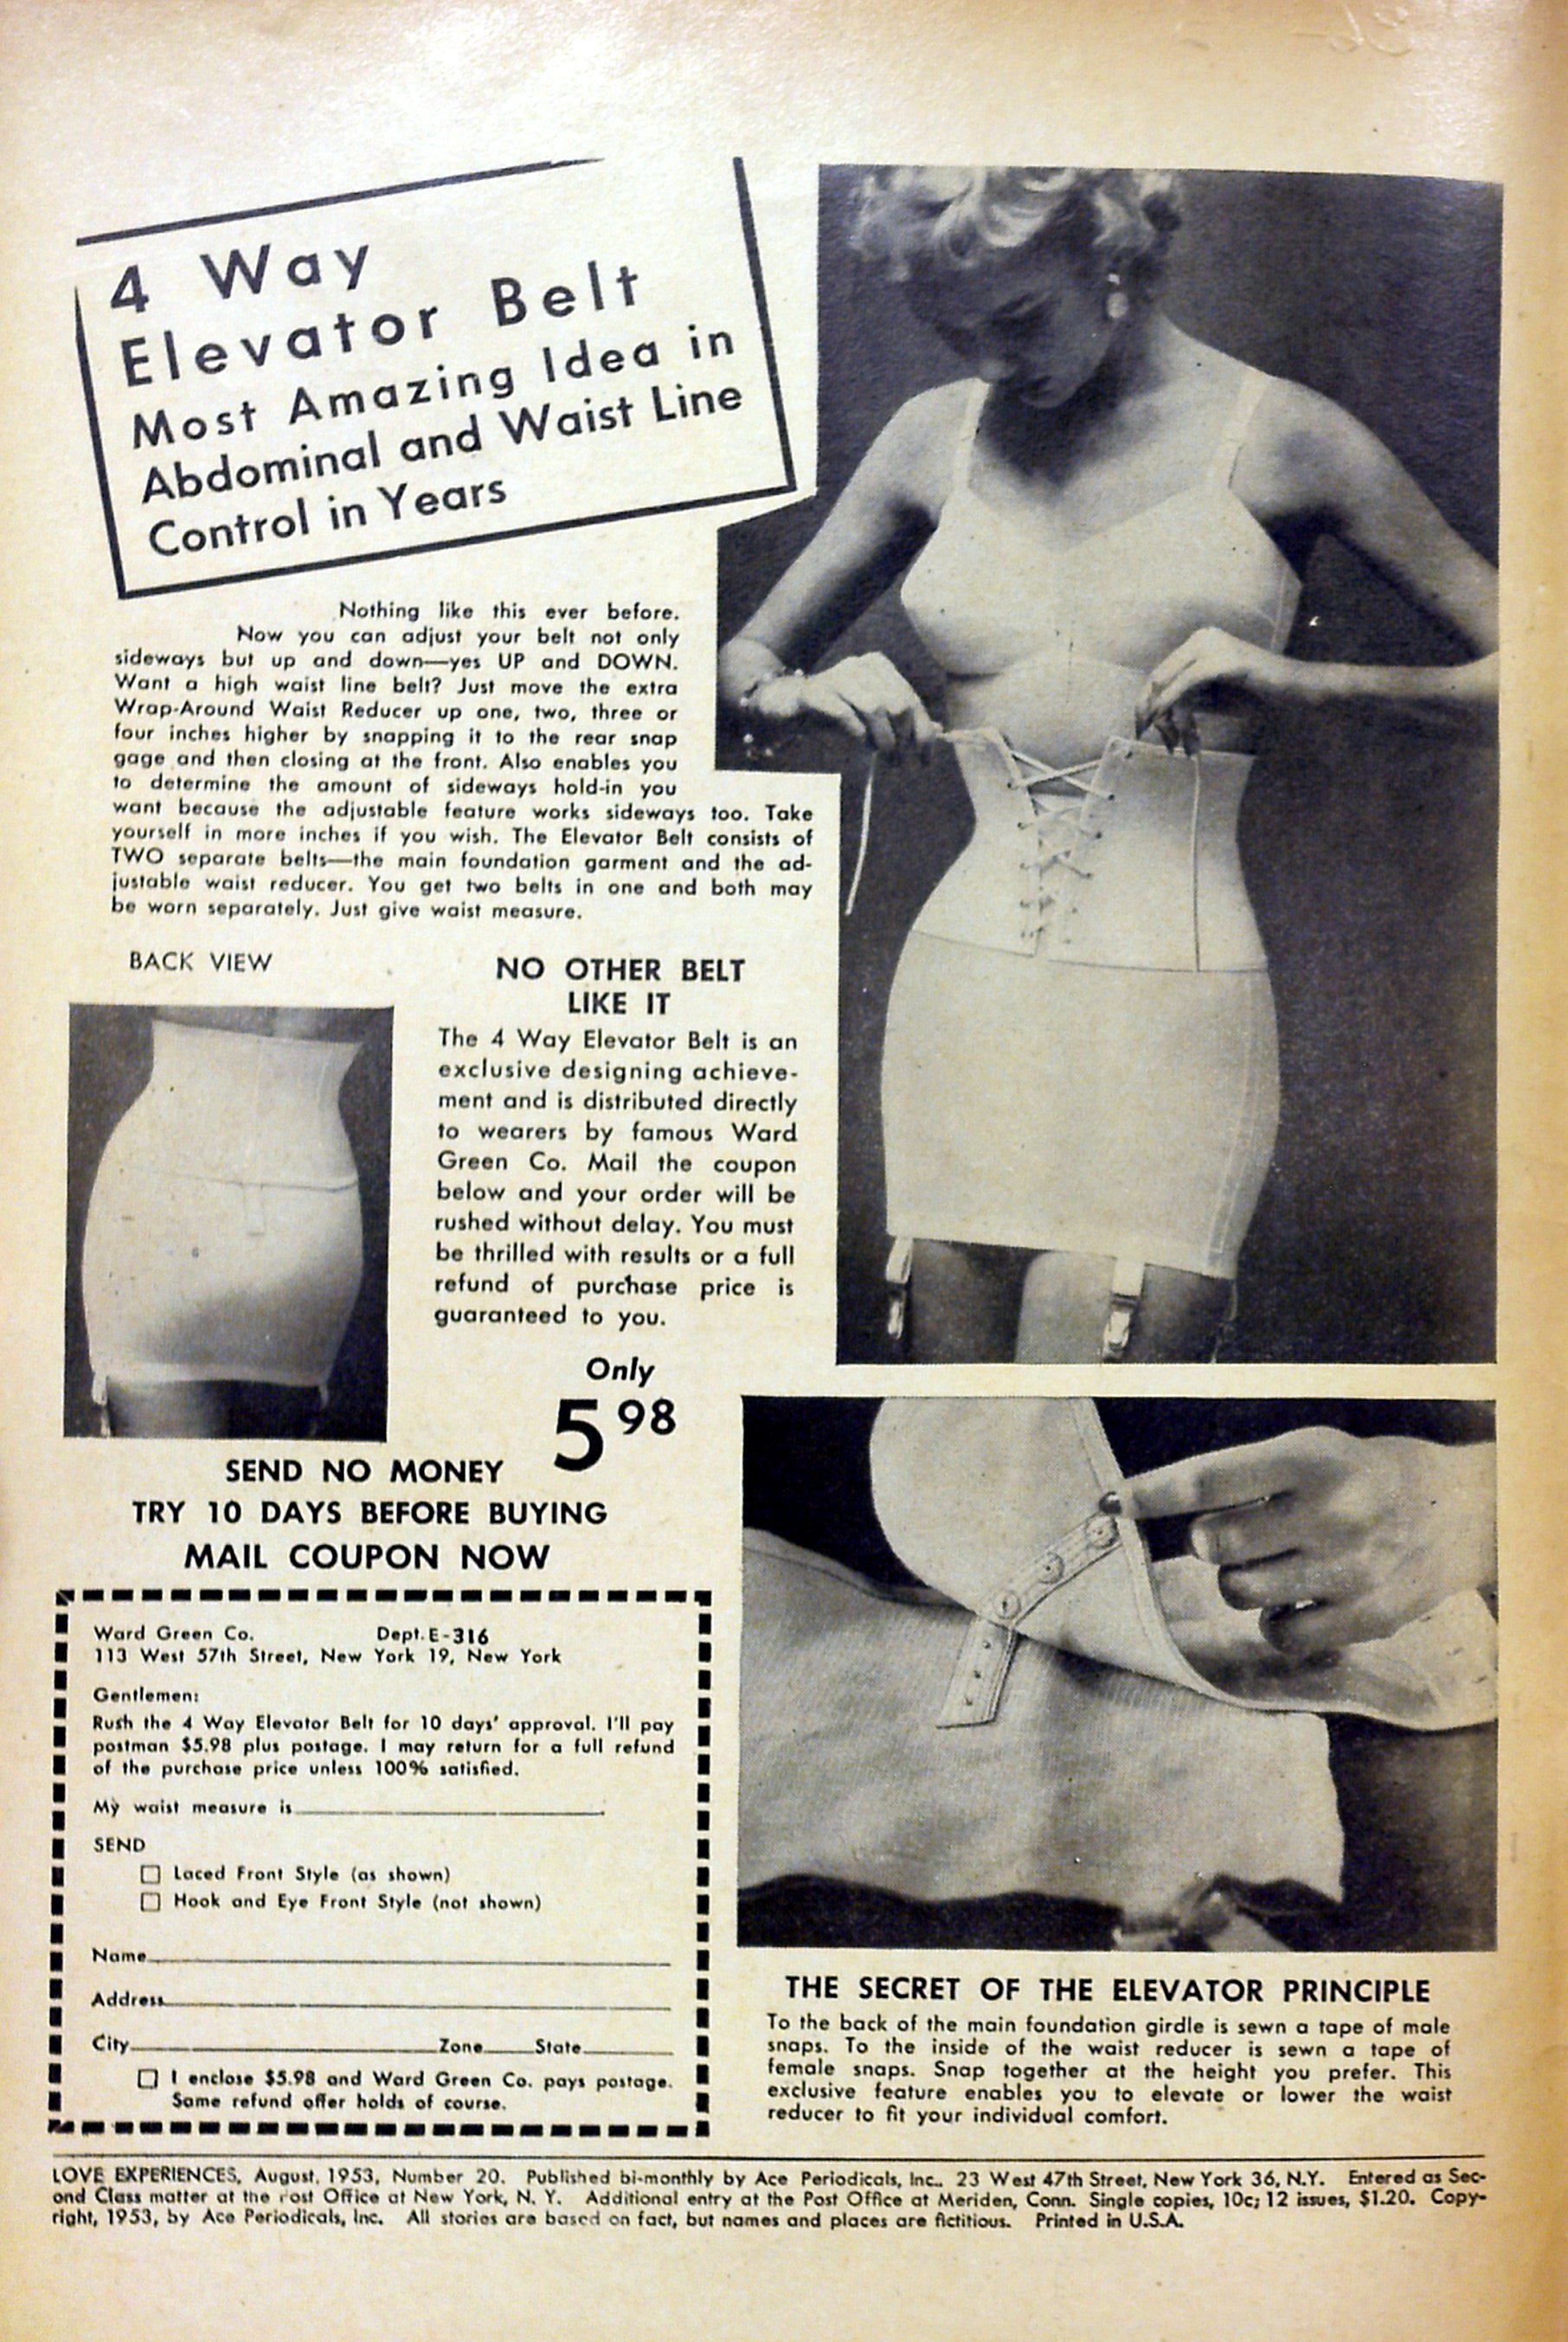 4 Way
Elevator Belt
Most Amazing Idea in
Abdominal and Waist Line
Control in Years
Nothing like this ever before.
Now you can adjust your belt not only
sideways but up and down—yes UP and DOWN.
Want a high waist line belt? Just move the extra
Wrap-Around Waist Reducer up one, two, three or
four inches higher by snapping it to the rear snap
gage and then closing at the front. Also enables you
to determine the amount of sideways hold-in you
want because the adjustable feature works sideways too. Take
yourself in more inches if you wish. The Elevator Belt consists of
TWO separate belts—the main foundation garment and the ad-
justable waist reducer. You get two belts in one and both may
be worn separately. Just give waist measure.
BACK VIEW
NO OTHER BELT
LIKE IT
The 4 Way Elevator Belt is an
exclusive designing achieve-
ment and is distributed directly
to wearers by famous Ward
Green Co. Mail the coupon
below and your order will be
rushed without delay. You must
be thrilled with results or a full
refund of purchase price is
guaranteed to you.
Only
5 98
SEND NO MONEY
TRY 10 DAYS BEFORE BUYING
MAIL COUPON NOW
Ward Green Co. Dept. E-316
113 West 57th Street, New York 19, New York
Gentlemen:
Rush the 4 Way Elevator Belt for 10 days' approval. I'll pay
postman $5.98 plus postage. I may return for a full refund
of the purchase price unless 100% satisfied.
My waist measure is
SEND
Laced Front Style (as shown)
Hook and Eye Front Style (not shown)
Name
Address
City Zone State
I enclose $5.98 and Ward Green Co. pays postage.
Same refund offer holds of course.
THE SECRET OF THE ELEVATOR PRINCIPLE
To the back of the main foundation girdle is sewn a tape of male
snaps. To the inside of the waist reducer is sewn a tape of
female snaps. Snap together at the height you prefer. This
exclusive feature enables you to elevate or lower the waist
reducer to fit your individual comfort.
LOVE EXPERIENCES, August, 1953, Number 20. Published bi-monthly by Ace Periodicals, Inc., 23 West 47th Street, New York 36, N.Y. Entered as Sec-
ond Class matter at the Post Office at New York, N. Y. Additional entry at the Post Office at Meriden, Conn. Single copies, 10c; 12 issues, $1.20. Copy-
right, 1953, by Ace Periodicals, Inc. All stories are based on fact, but names and places are fictitious. Printed in U.S.A.